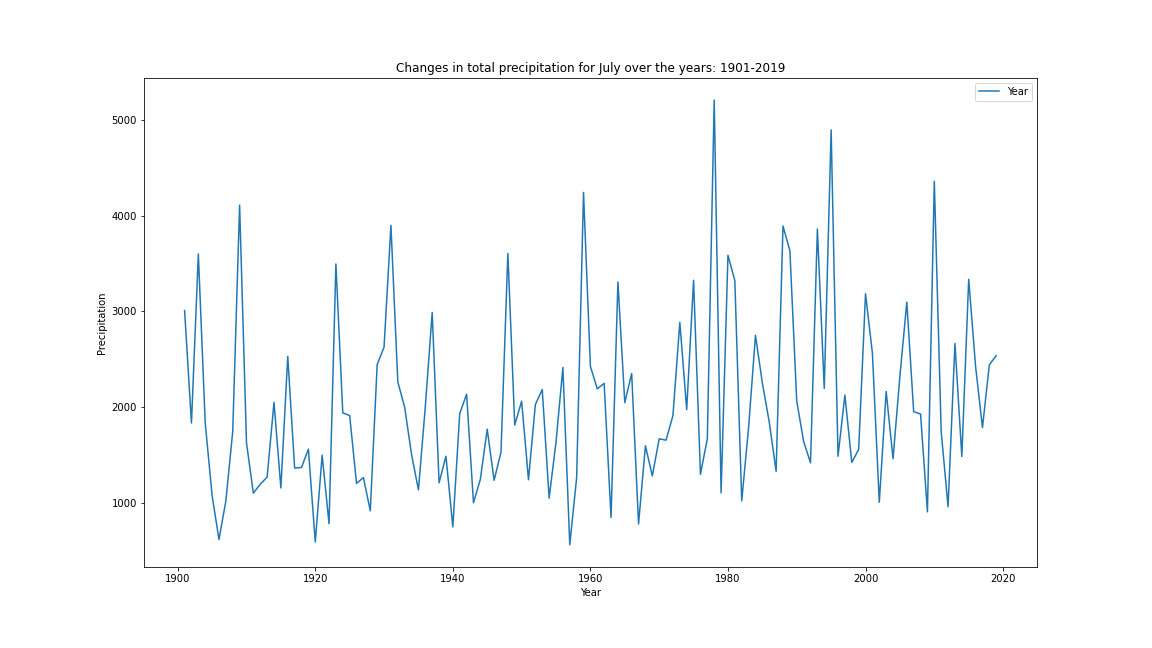 Changes in total precipitation for July over the years: 1901-2019
Year
5000
4000
3000
2000
1000
Precipitation
1900 1920 1940 1960 1980 2000 2020
Year